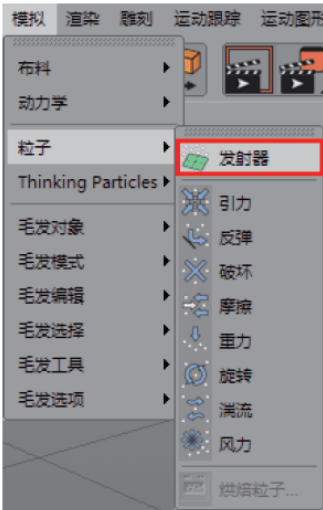 模拟 渲染 雕刻 运动跟踪 运动图形
布料
动力学
粒子
Thinking Particles
毛发对象
毛发模式
毛发编辑
毛发选择
毛发工具
毛发选项
发射器
引力
反弹
破坏
摩擦
重力
旋转
湍流
风力
烘焙粒子...